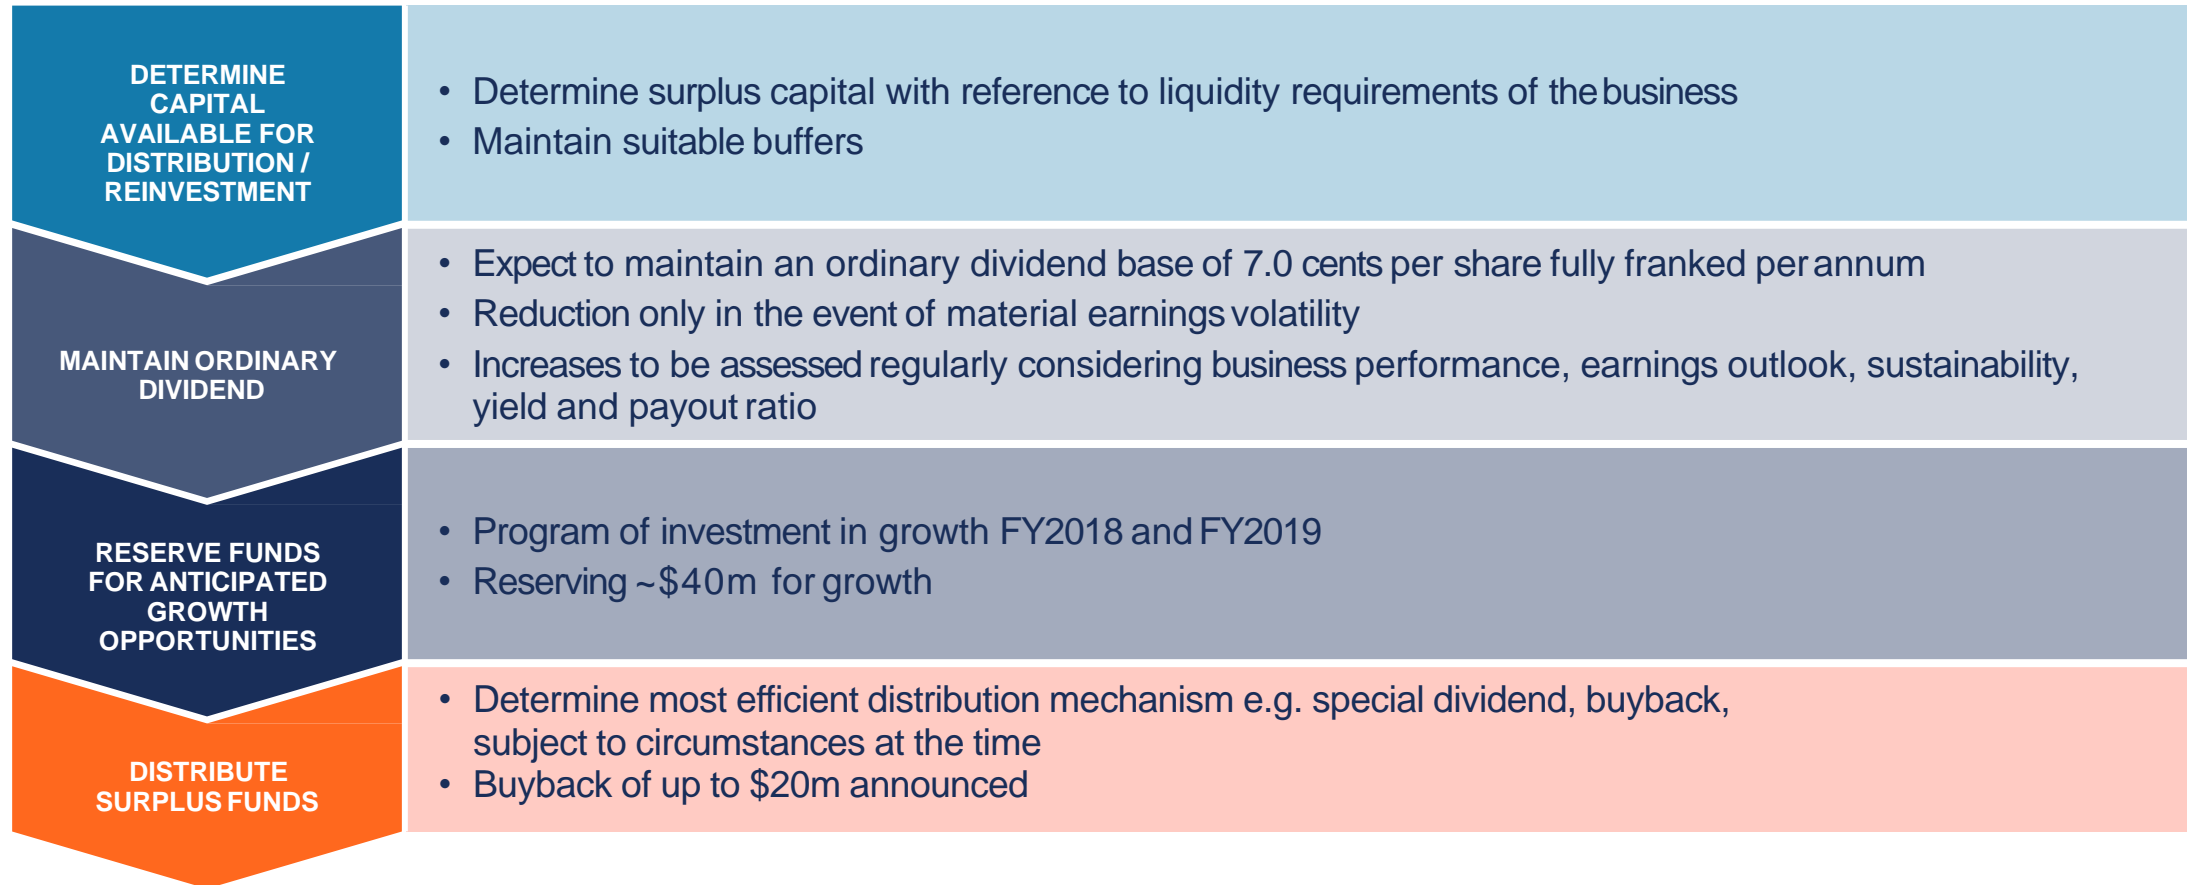 DETERMINE
CAPITAL
AVAILABLE FOR
DISTRIBUTION /
REINVESTMENT
• Determine surplus capital with reference to liquidity requirements of the business
• Maintain suitable buffers
MAINTAIN ORDINARY
DIVIDEND
• Expect to maintain an ordinary dividend base of 7.0 cents per share fully franked per annum
• Reduction only in the event of material earnings volatility
• Increases to be assessed regularly considering business performance, earnings outlook, sustainability,
yield and payout ratio
RESERVE FUNDS
FOR ANTICIPATED
GROWTH
OPPORTUNITIES
• Program of investment in growth FY2018 and FY2019
• Reserving ~$40m for growth
DISTRIBUTE
SURPLUS FUNDS
• Determine most efficient distribution mechanism e.g. special dividend, buyback,
subject to circumstances at the time
• Buyback of up to $20m announced